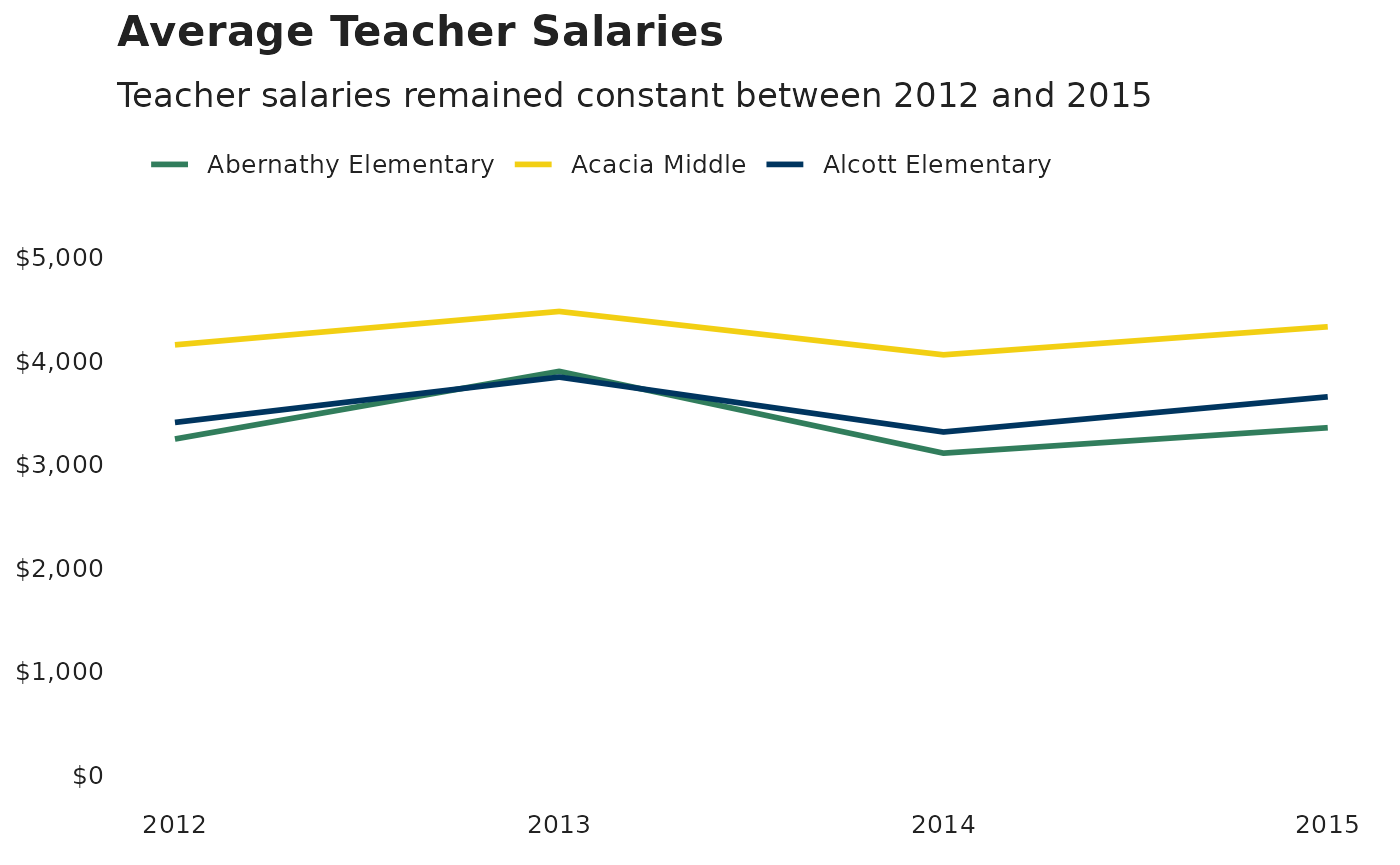 Average Teacher Salaries
Teacher salaries remained constant between 2012 and 2015
Abernathy Elementary Acacia Middle Alcott Elementary
$5,000
$4,000
$3,000
$2,000
$1,000
$0
2012 2013 2014 2015